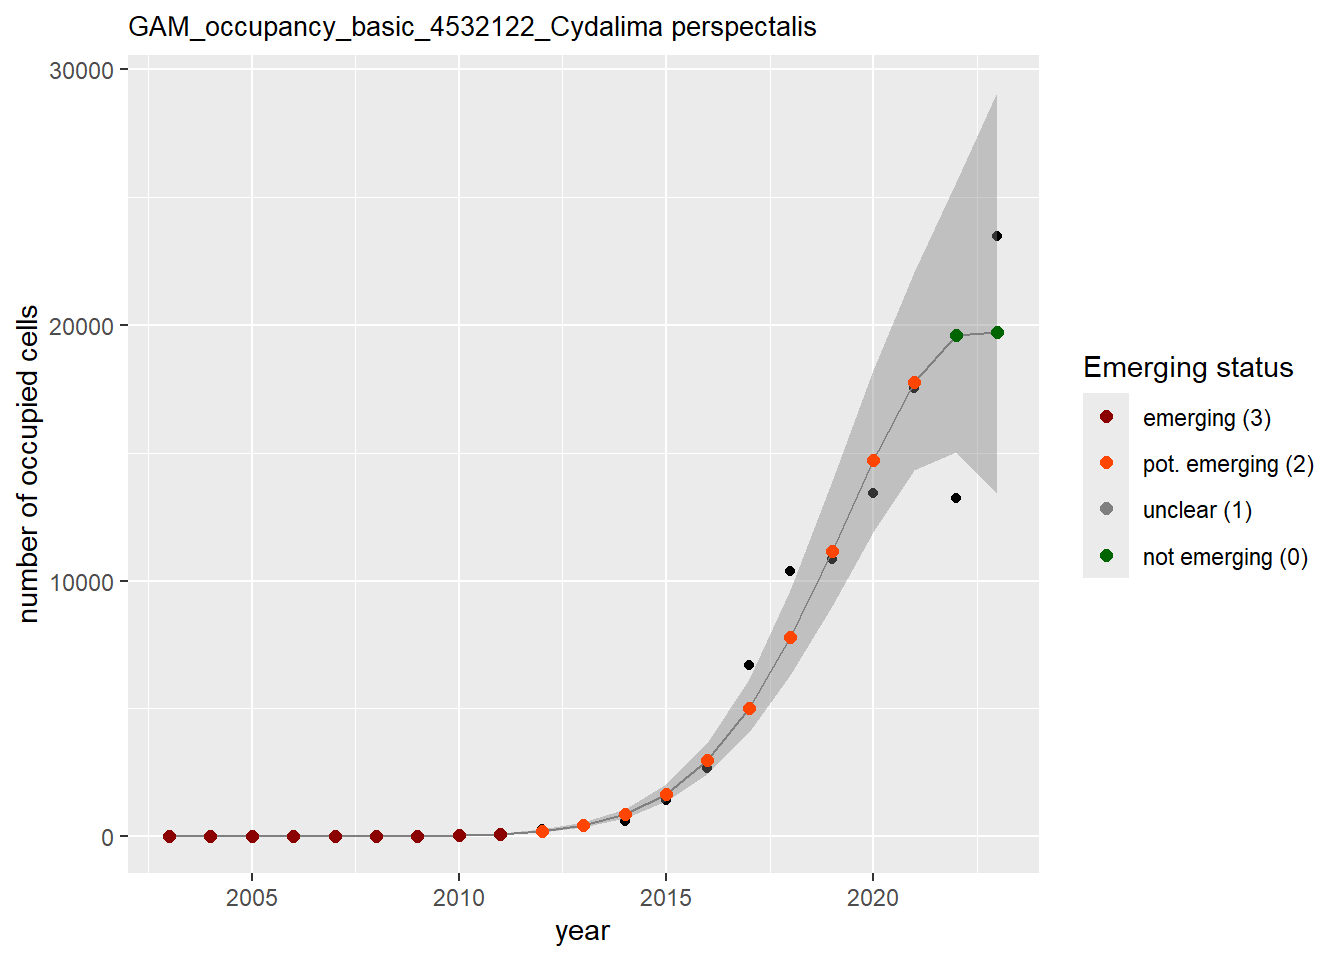 GAM_occupancy_basic_4532122_Cydalima perspectalis
30000
20000
10000
0
number of occupied cells
2005
2010
2015
2020
year
Emerging status
emerging (3)
pot. emerging (2)
unclear (1)
not emerging (0)